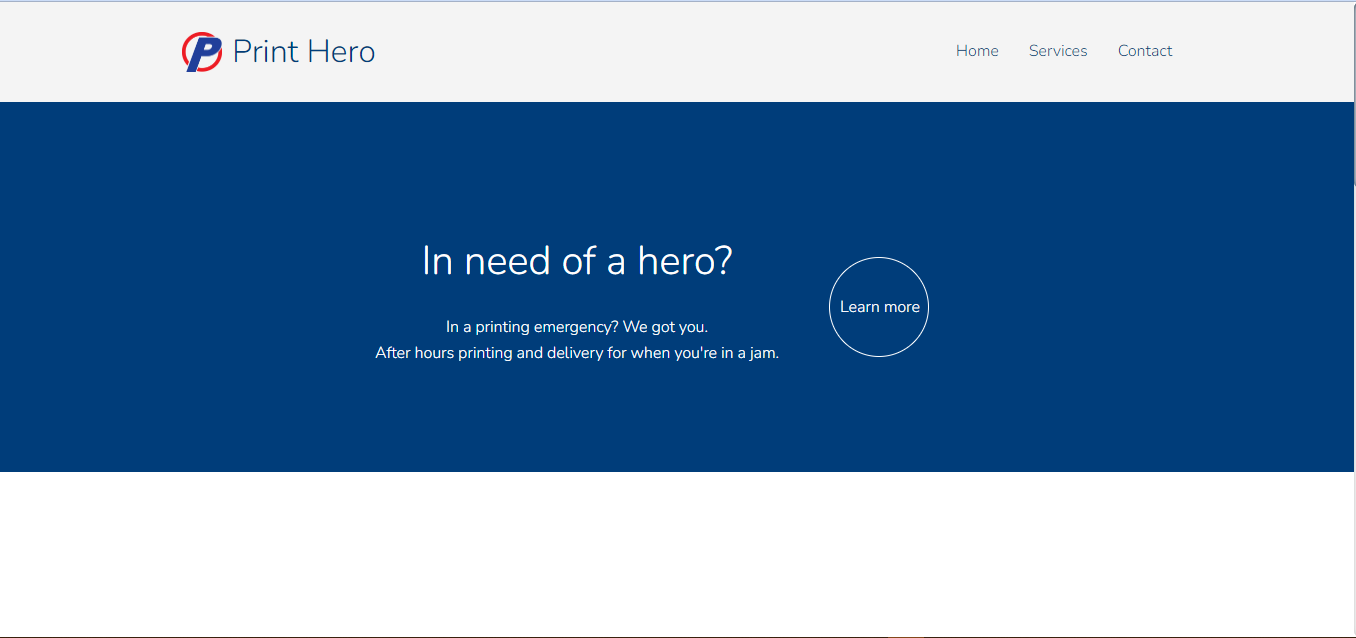 P Print Hero
Home Services Contact
In need of a hero?
In a printing emergency? We got you.
After hours printing and delivery for when you're in a jam.
Learn more